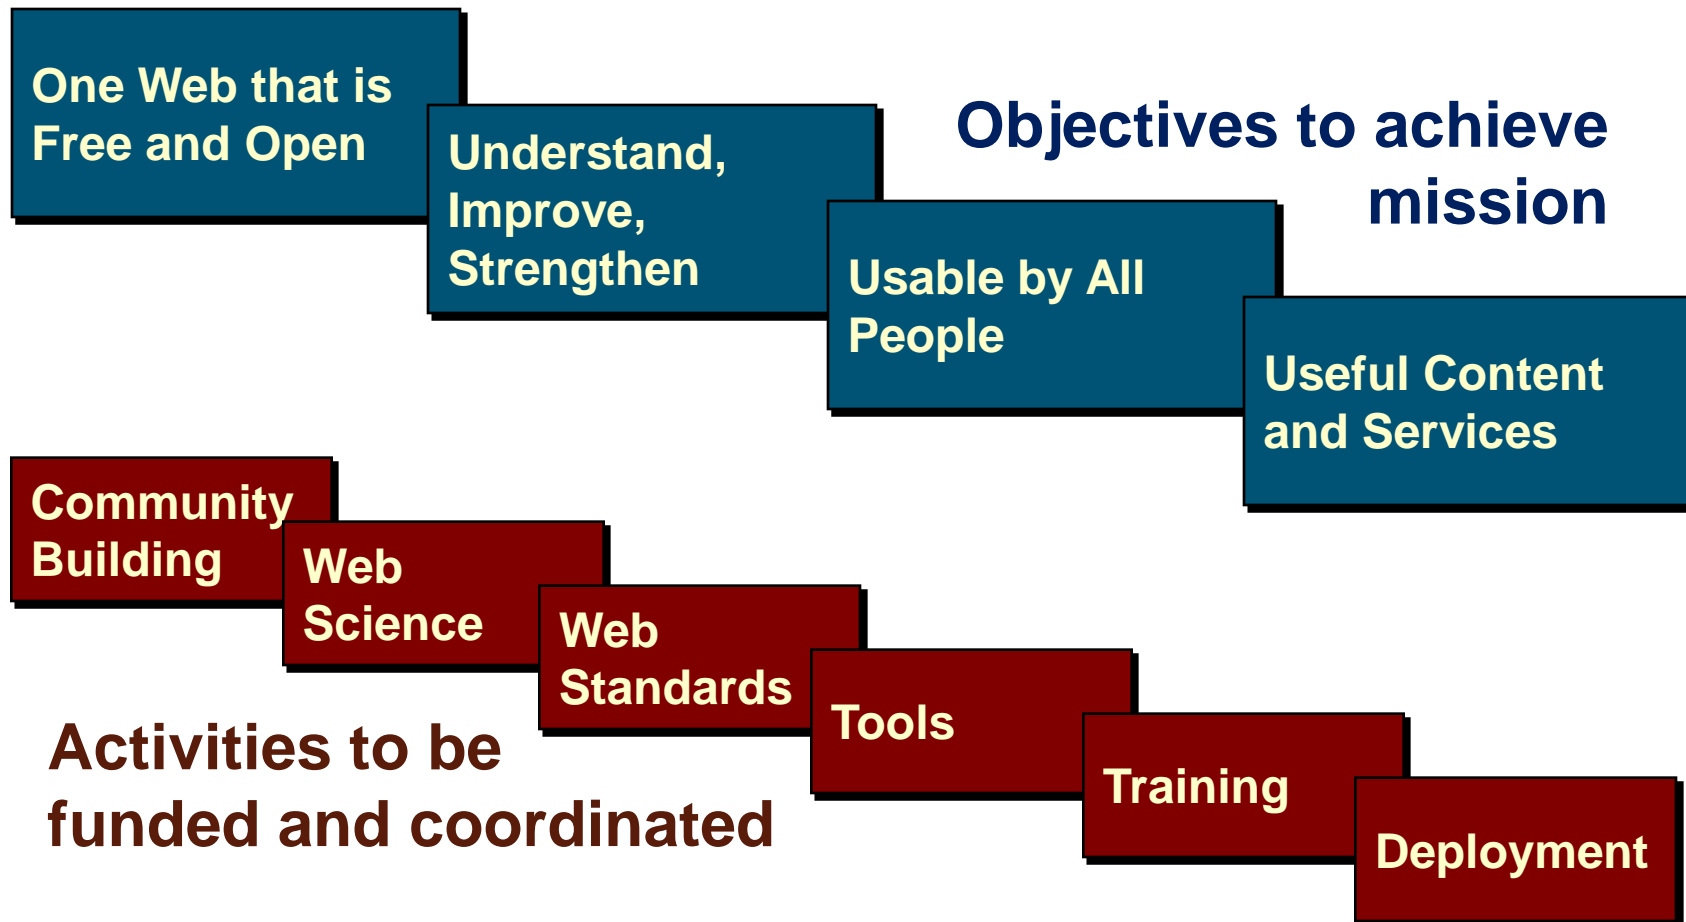 One Web that is
Free and Open
Understand,
Improve,
Strengthen
Objectives to achieve
mission
Usable by All
People
Useful Content
and Services
Community
Building
Web
Science
Web
Standards
Tools
Training
Deployment
Activities to be
funded and coordinated